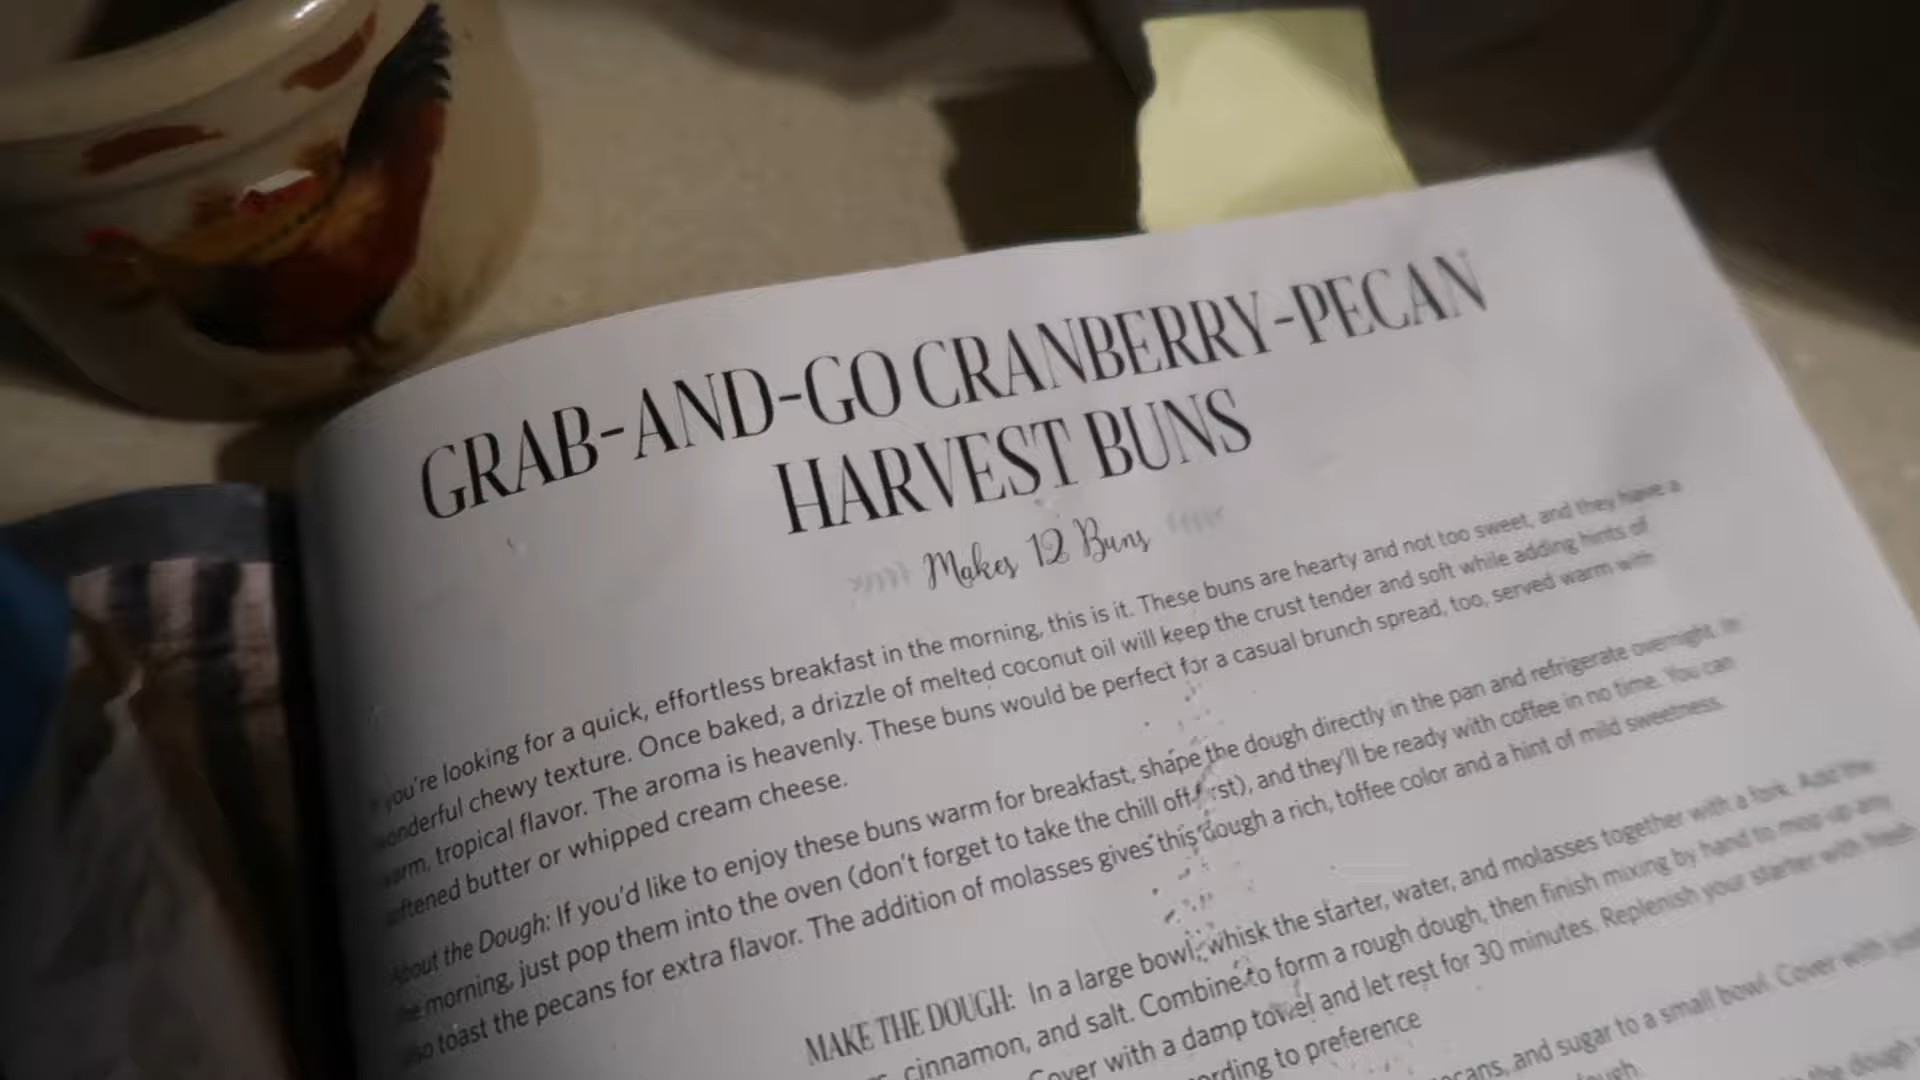 GRAB-AND-GO CRANBERRY-PECAN
HARVEST BUNS
Makes 12 Buns
you're looking for a quick, effortless breakfast in the morning, this is it. These buns are hearty and not too sweet, and they have a
onderful chewy texture. Once baked, a drizzle of melted coconut oil will keep the crust tender and soft while adding hints of
arm, tropical flavor. The aroma is heavenly. These buns would be perfect for a casual brunch spread, too, served warm with
oftened butter or whipped cream cheese.
About the Dough: If you'd like to enjoy these buns warm for breakfast, shape the dough directly in the pan and refrigerate overnight. In
he morning, just pop them into the oven (don't forget to take the chill off first), and they'll be ready with coffee in no time. You can
so toast the pecans for extra flavor. The addition of molasses gives this dough a rich, toffee color and a hint of mild sweetness.
MAKE THE DOUGH: In a large bowl, whisk the starter, water, and molasses together with a fork. Add the
cinnamon, and salt. Combine to form a rough dough, then finish mixing by hand to mop up any
Cover with a damp towel and let rest for 30 minutes. Replenish your starter with fresh
ording to preference
cans, and sugar to a small bowl. Cover with just
ough.
the dough